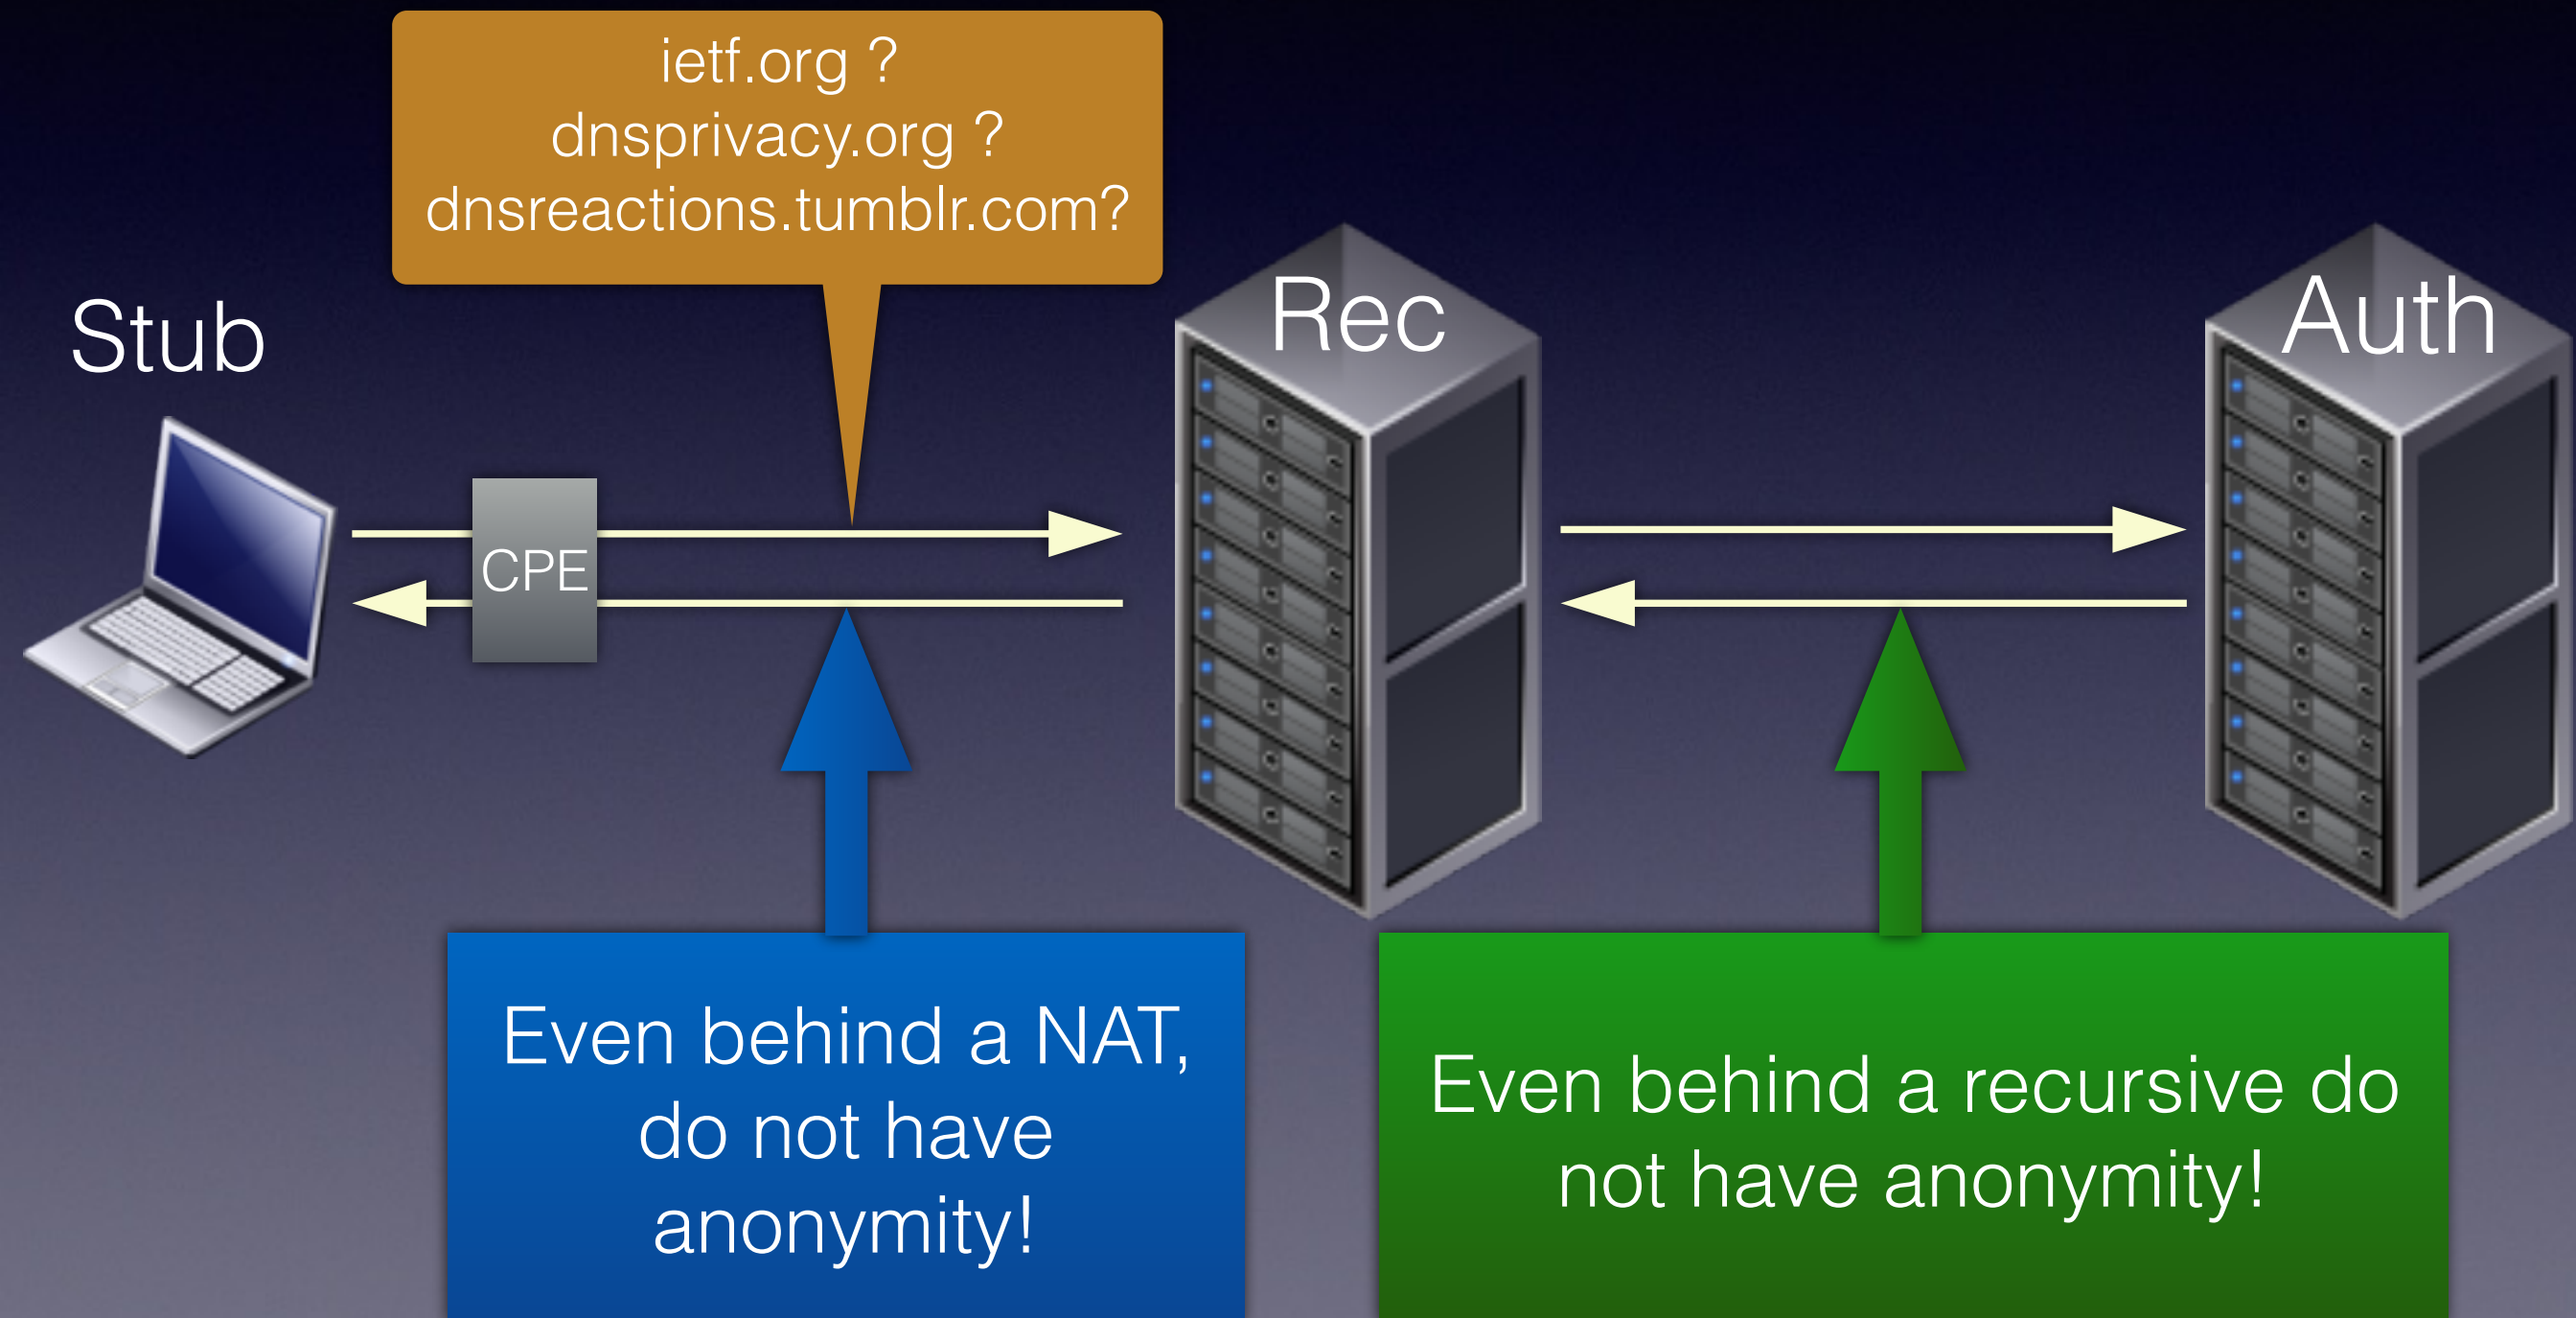 ietf.org ?
dnsprivacy.org ?
dnsreactions.tumblr.com?
Stub
Rec
Auth
CPE
Even behind a NAT,
do not have
anonymity!
Even behind a recursive do
not have anonymity!